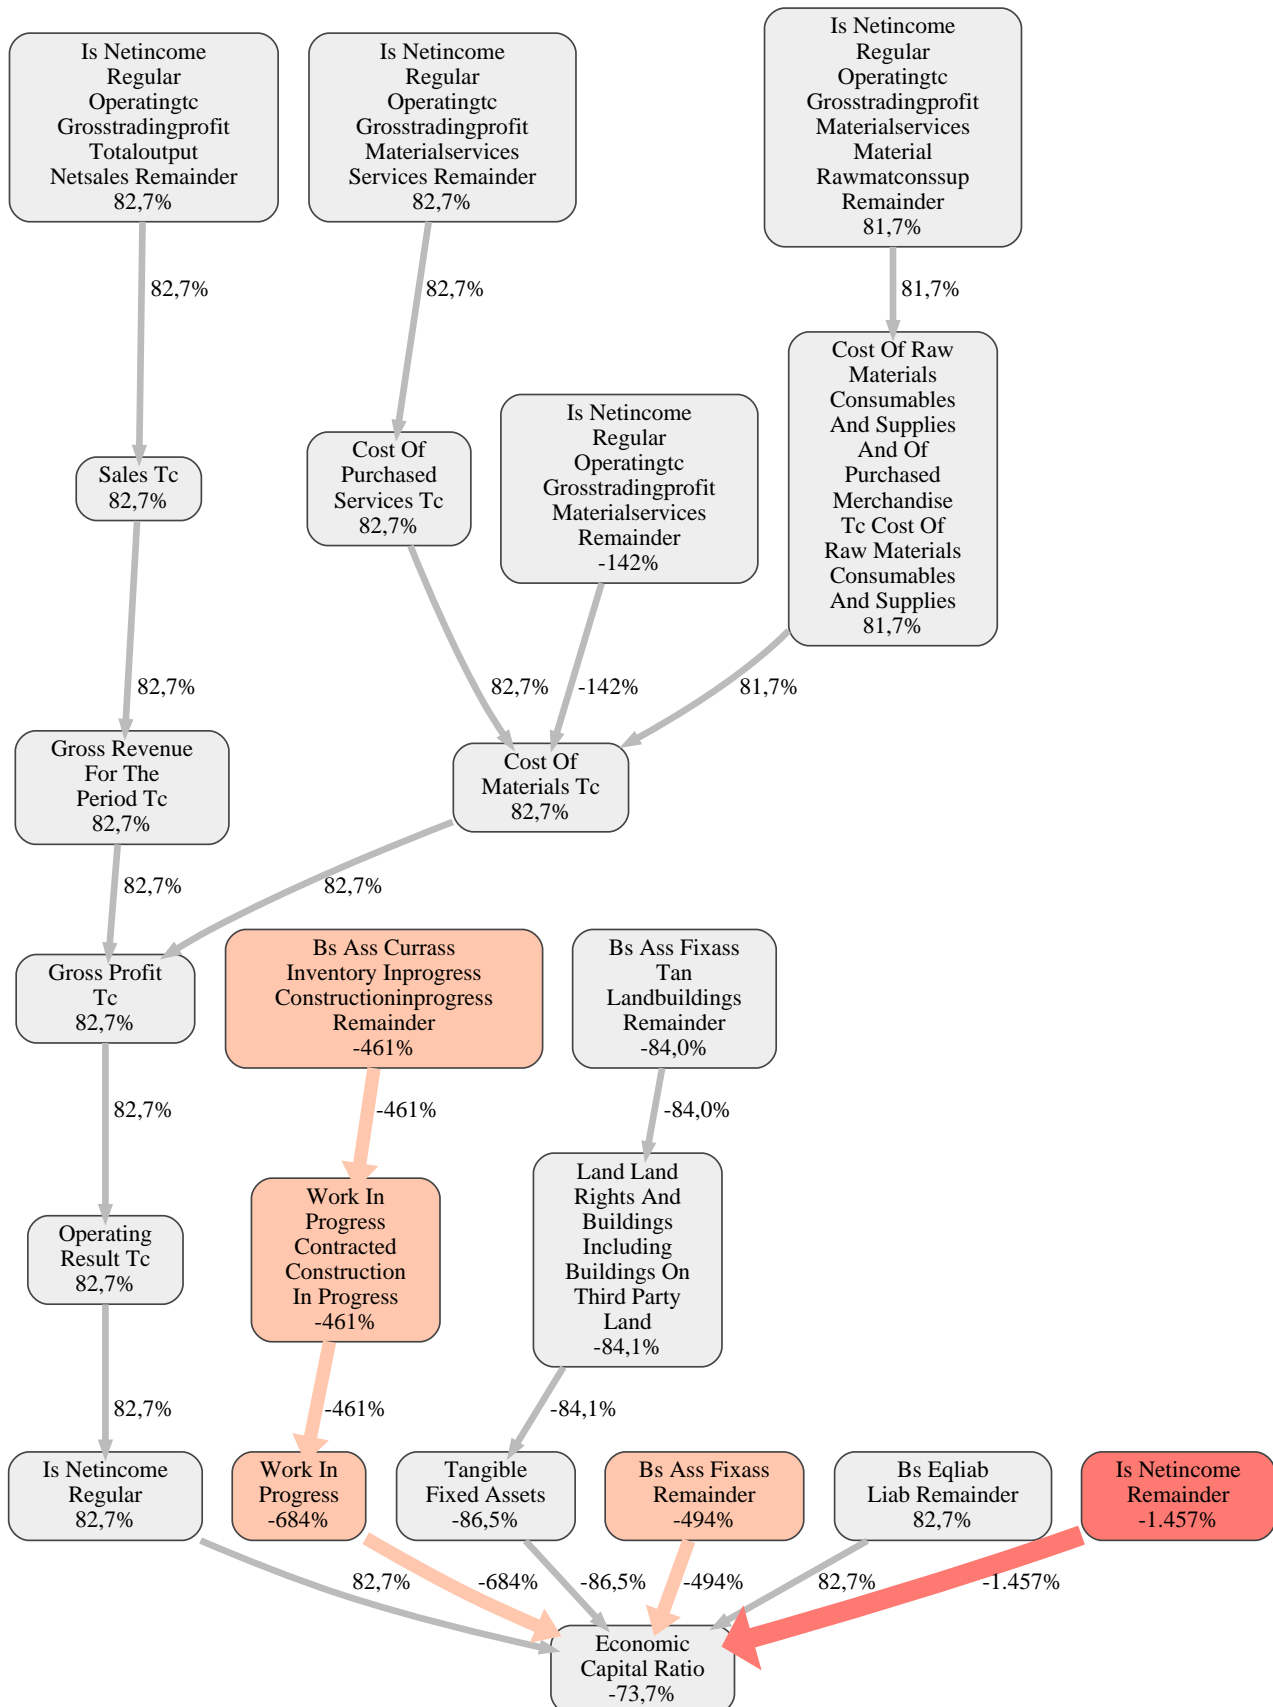 Is Netincome
Regular
Operatingtc
Grosstradingprofit
Totaloutput
Netsales Remainder
82,7%
Is Netincome
Regular
Operatingtc
Grosstradingprofit
Materialservices
Services Remainder
82,7%
Is Netincome
Regular
Operatingtc
Grosstradingprofit
Materialservices
Material
Rawmatconssup
Remainder
81,7%
82,7%
82,7%
81,7%
Sales Tc
82,7%
Cost Of
Purchased
Services Tc
82,7%
Is Netincome
Regular
Operatingtc
Grosstradingprofit
Materialservices
Remainder
-142%
Cost Of Raw
Materials
Consumables
And Supplies
And Of
Purchased
Merchandise
Tc Cost Of
Raw Materials
Consumables
And Supplies
81,7%
82,7%
82,7%
-142%
81,7%
Gross Revenue
For The
Period Tc
82,7%
Cost Of
Materials Tc
82,7%
82,7%
82,7%
Gross Profit
Tc
82,7%
Bs Ass Currass
Inventory Inprogress
Constructioninprogress
Remainder
-461%
Bs Ass Fixass
Tan
Landbuildings
Remainder
-84,0%
82,7%
-461%
-84,0%
Operating
Result Tc
82,7%
Work In
Progress
Contracted
Construction
In Progress
-461%
Land Land
Rights And
Buildings
Including
Buildings On
Third Party
Land
-84,1%
82,7%
-461%
-84,1%
Is Netincome
Regular
82,7%
Work In
Progress
-684%
Tangible
Fixed Assets
-86,5%
Bs Ass Fixass
Remainder
-494%
Bs Eqliab
Liab Remainder
82,7%
Is Netincome
Remainder
-1.457%
82,7%
-684%
-86,5%
-494%
82,7%
-1.457%
Economic
Capital Ratio
-73,7%